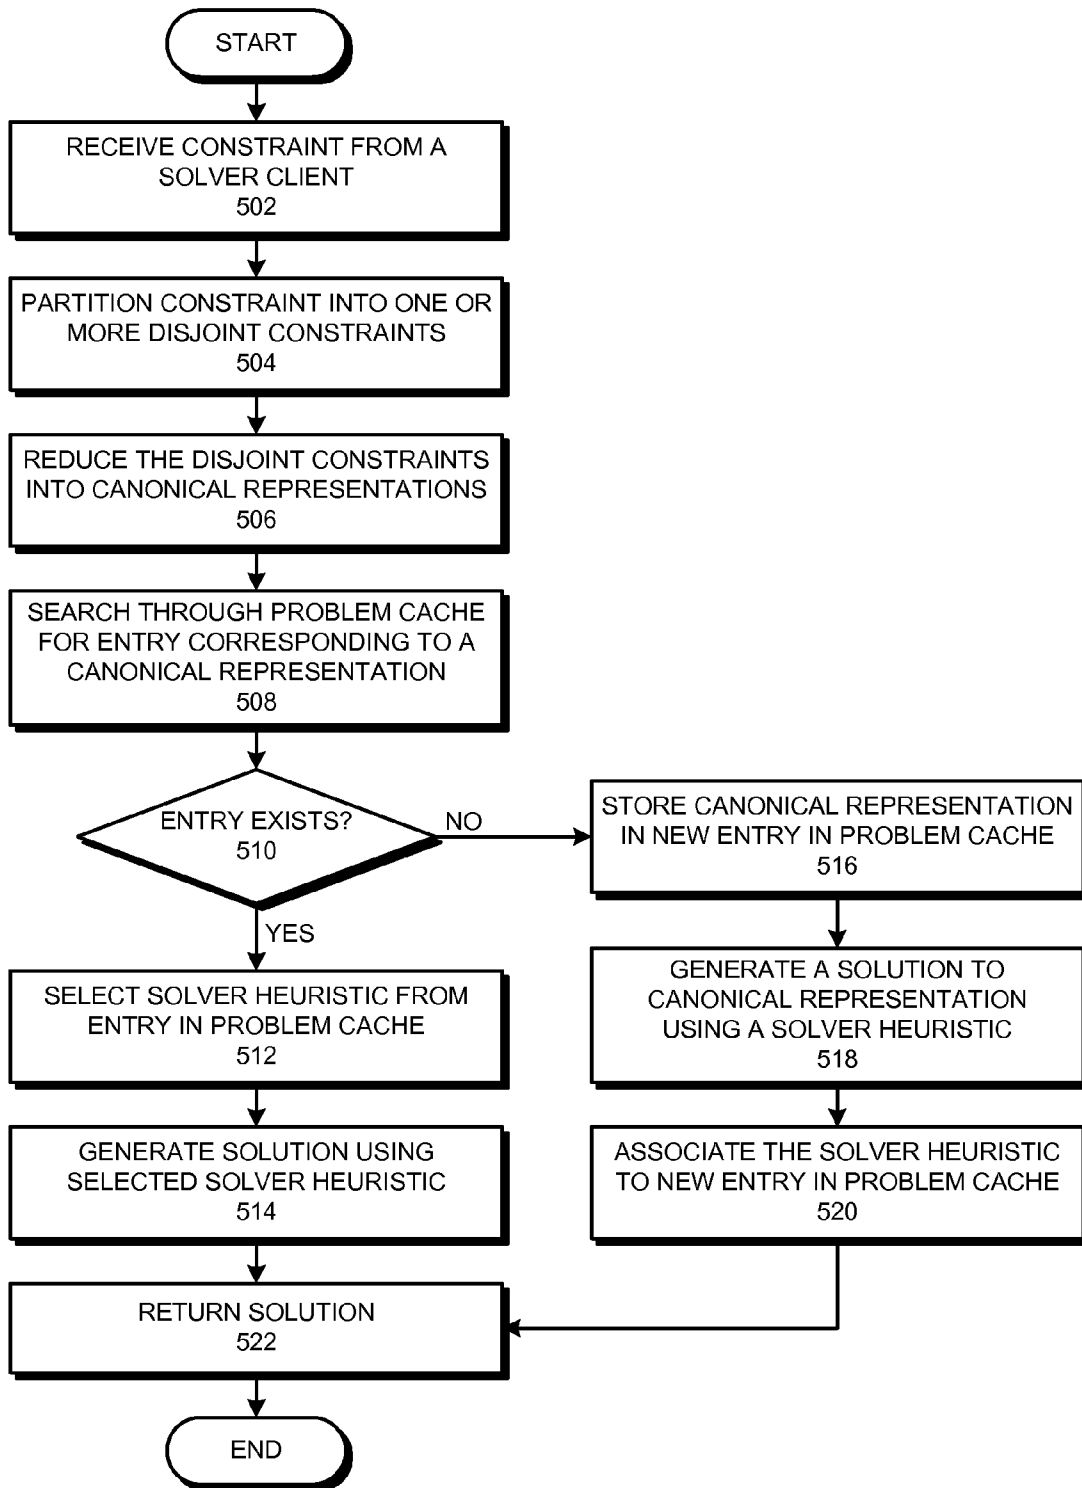 START
RECEIVE CONSTRAINT FROM A
SOLVER CLIENT
502
PARTITION CONSTRAINT INTO ONE OR
MORE DISJOINT CONSTRAINTS
504
REDUCE THE DISJOINT CONSTRAINTS
INTO CANONICAL REPRESENTATIONS
506
SEARCH THROUGH PROBLEM CACHE
FOR ENTRY CORRESPONDING TO A
CANONICAL REPRESENTATION
508
ENTRY EXISTS?
510
NO
YES
SELECT SOLVER HEURISTIC FROM
ENTRY IN PROBLEM CACHE
512
GENERATE SOLUTION USING
SELECTED SOLVER HEURISTIC
514
STORE CANONICAL REPRESENTATION
IN NEW ENTRY IN PROBLEM CACHE
516
GENERATE A SOLUTION TO
CANONICAL REPRESENTATION
USING A SOLVER HEURISTIC
518
ASSOCIATE THE SOLVER HEURISTIC
TO NEW ENTRY IN PROBLEM CACHE
520
RETURN SOLUTION
522
END